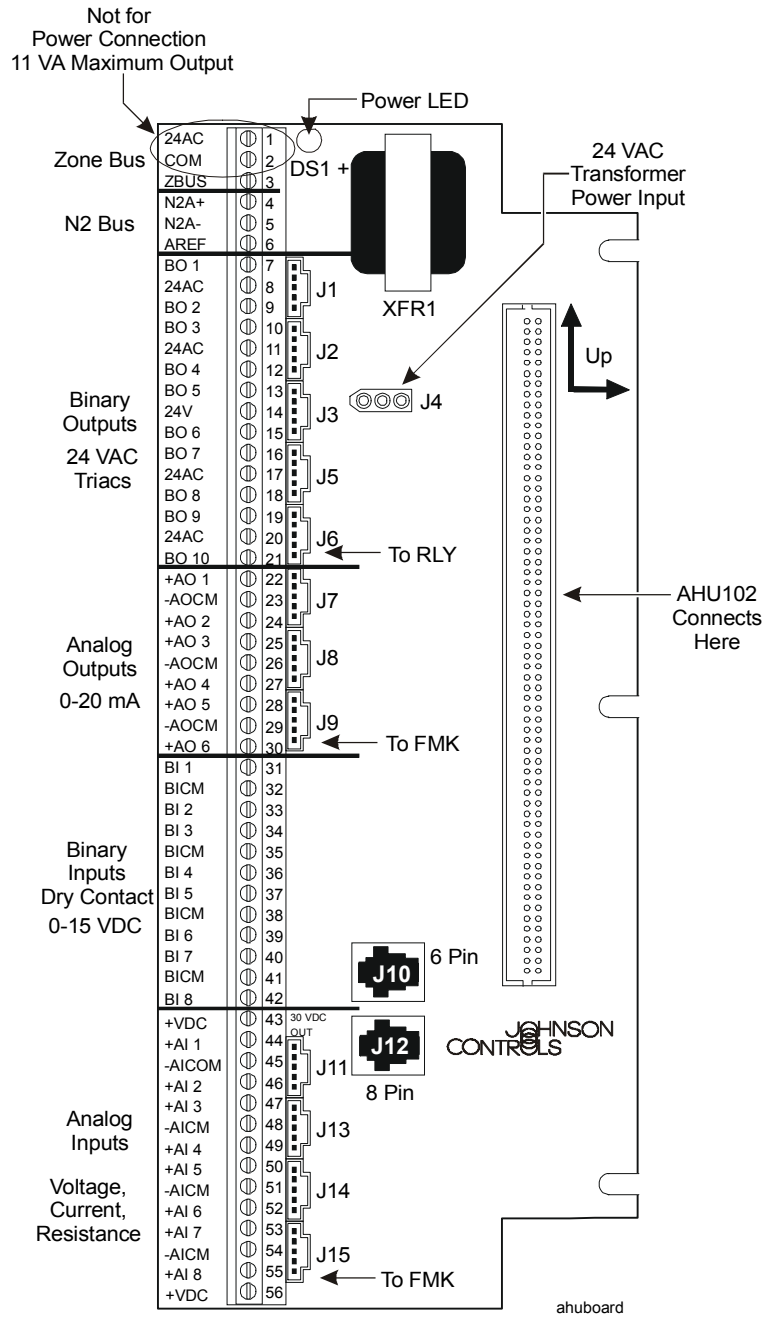 Not for
Power Connection
11 VA Maximum Output
Power LED
24 VAC
Transformer
Power Input
Zone Bus
24AC 1
COM 2
ZBUS 3
DS1 +
N2 Bus
N2A+ 4
N2A- 5
AREF 6
XFR1
Up
Binary
Outputs
24 VAC
Triacs
BO 1 7
24AC 8 J1
BO 2 9
BO 3 10
24AC 11 J2
BO 4 12
BO 5 13
24V 14 J3
BO 6 15
J4
BO 7 16
24AC 17 J5
BO 8 18
BO 9 19
24AC 20 J6
BO 10 21
To RLY
Analog
Outputs
0-20 mA
+AO 1 22
-AOCM 23 J7
+AO 2 24
+AO 3 25
-AOCM 26 J8
+AO 4 27
+AO 5 28
-AOCM 29 J9
+AO 6 30
To FMK
AHU102
Connects
Here
Binary
Inputs
Dry Contact
0-15 VDC
BI 1 31
BICM 32
BI 2 33
BI 3 34
BICM 35
BI 4 36
BI 5 37
BICM 38
BI 6 39
BI 7 40
BICM 41
BI 8 42
J10
6 Pin
J12
8 Pin
JOHNSON
CONTROLS
Analog
Inputs
Voltage,
Current,
Resistance
+VDC 43 30 VDC
OUT
+AI 1 44
-AICOM 45 J11
+AI 2 46
+AI 3 47
-AICM 48 J13
+AI 4 49
+AI 5 50
-AICM 51 J14
+AI 6 52
+AI 7 53
-AICM 54 J15
+AI 8 55
+VDC 56
To FMK
ahuboard